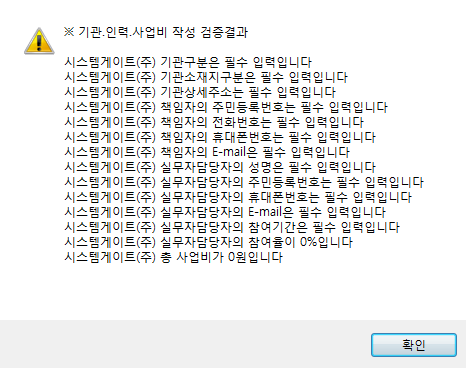 ※ 기관.인력.사업비 작성 검증결과
시스템게이트(주) 기관구분은 필수 입력입니다
시스템게이트(주) 기관소재지구분은 필수 입력입니다
시스템게이트(주) 기관상세주소는 필수 입력입니다
시스템게이트(주) 책임자의 주민등록번호는 필수 입력입니다
시스템게이트(주) 책임자의 전화번호는 필수 입력입니다
시스템게이트(주) 책임자의 휴대폰번호는 필수 입력입니다
시스템게이트(주) 책임자의 E-mail은 필수 입력입니다
시스템게이트(주) 실무자담당자의 성명은 필수 입력입니다
시스템게이트(주) 실무자담당자의 주민등록번호는 필수 입력입니다
시스템게이트(주) 실무자담당자의 휴대폰번호는 필수 입력입니다
시스템게이트(주) 실무자담당자의 E-mail은 필수 입력입니다
시스템게이트(주) 실무자담당자의 참여기간은 필수 입력입니다
시스템게이트(주) 실무자담당자의 참여율이 0%입니다
시스템게이트(주) 총 사업비가 0원입니다
확인